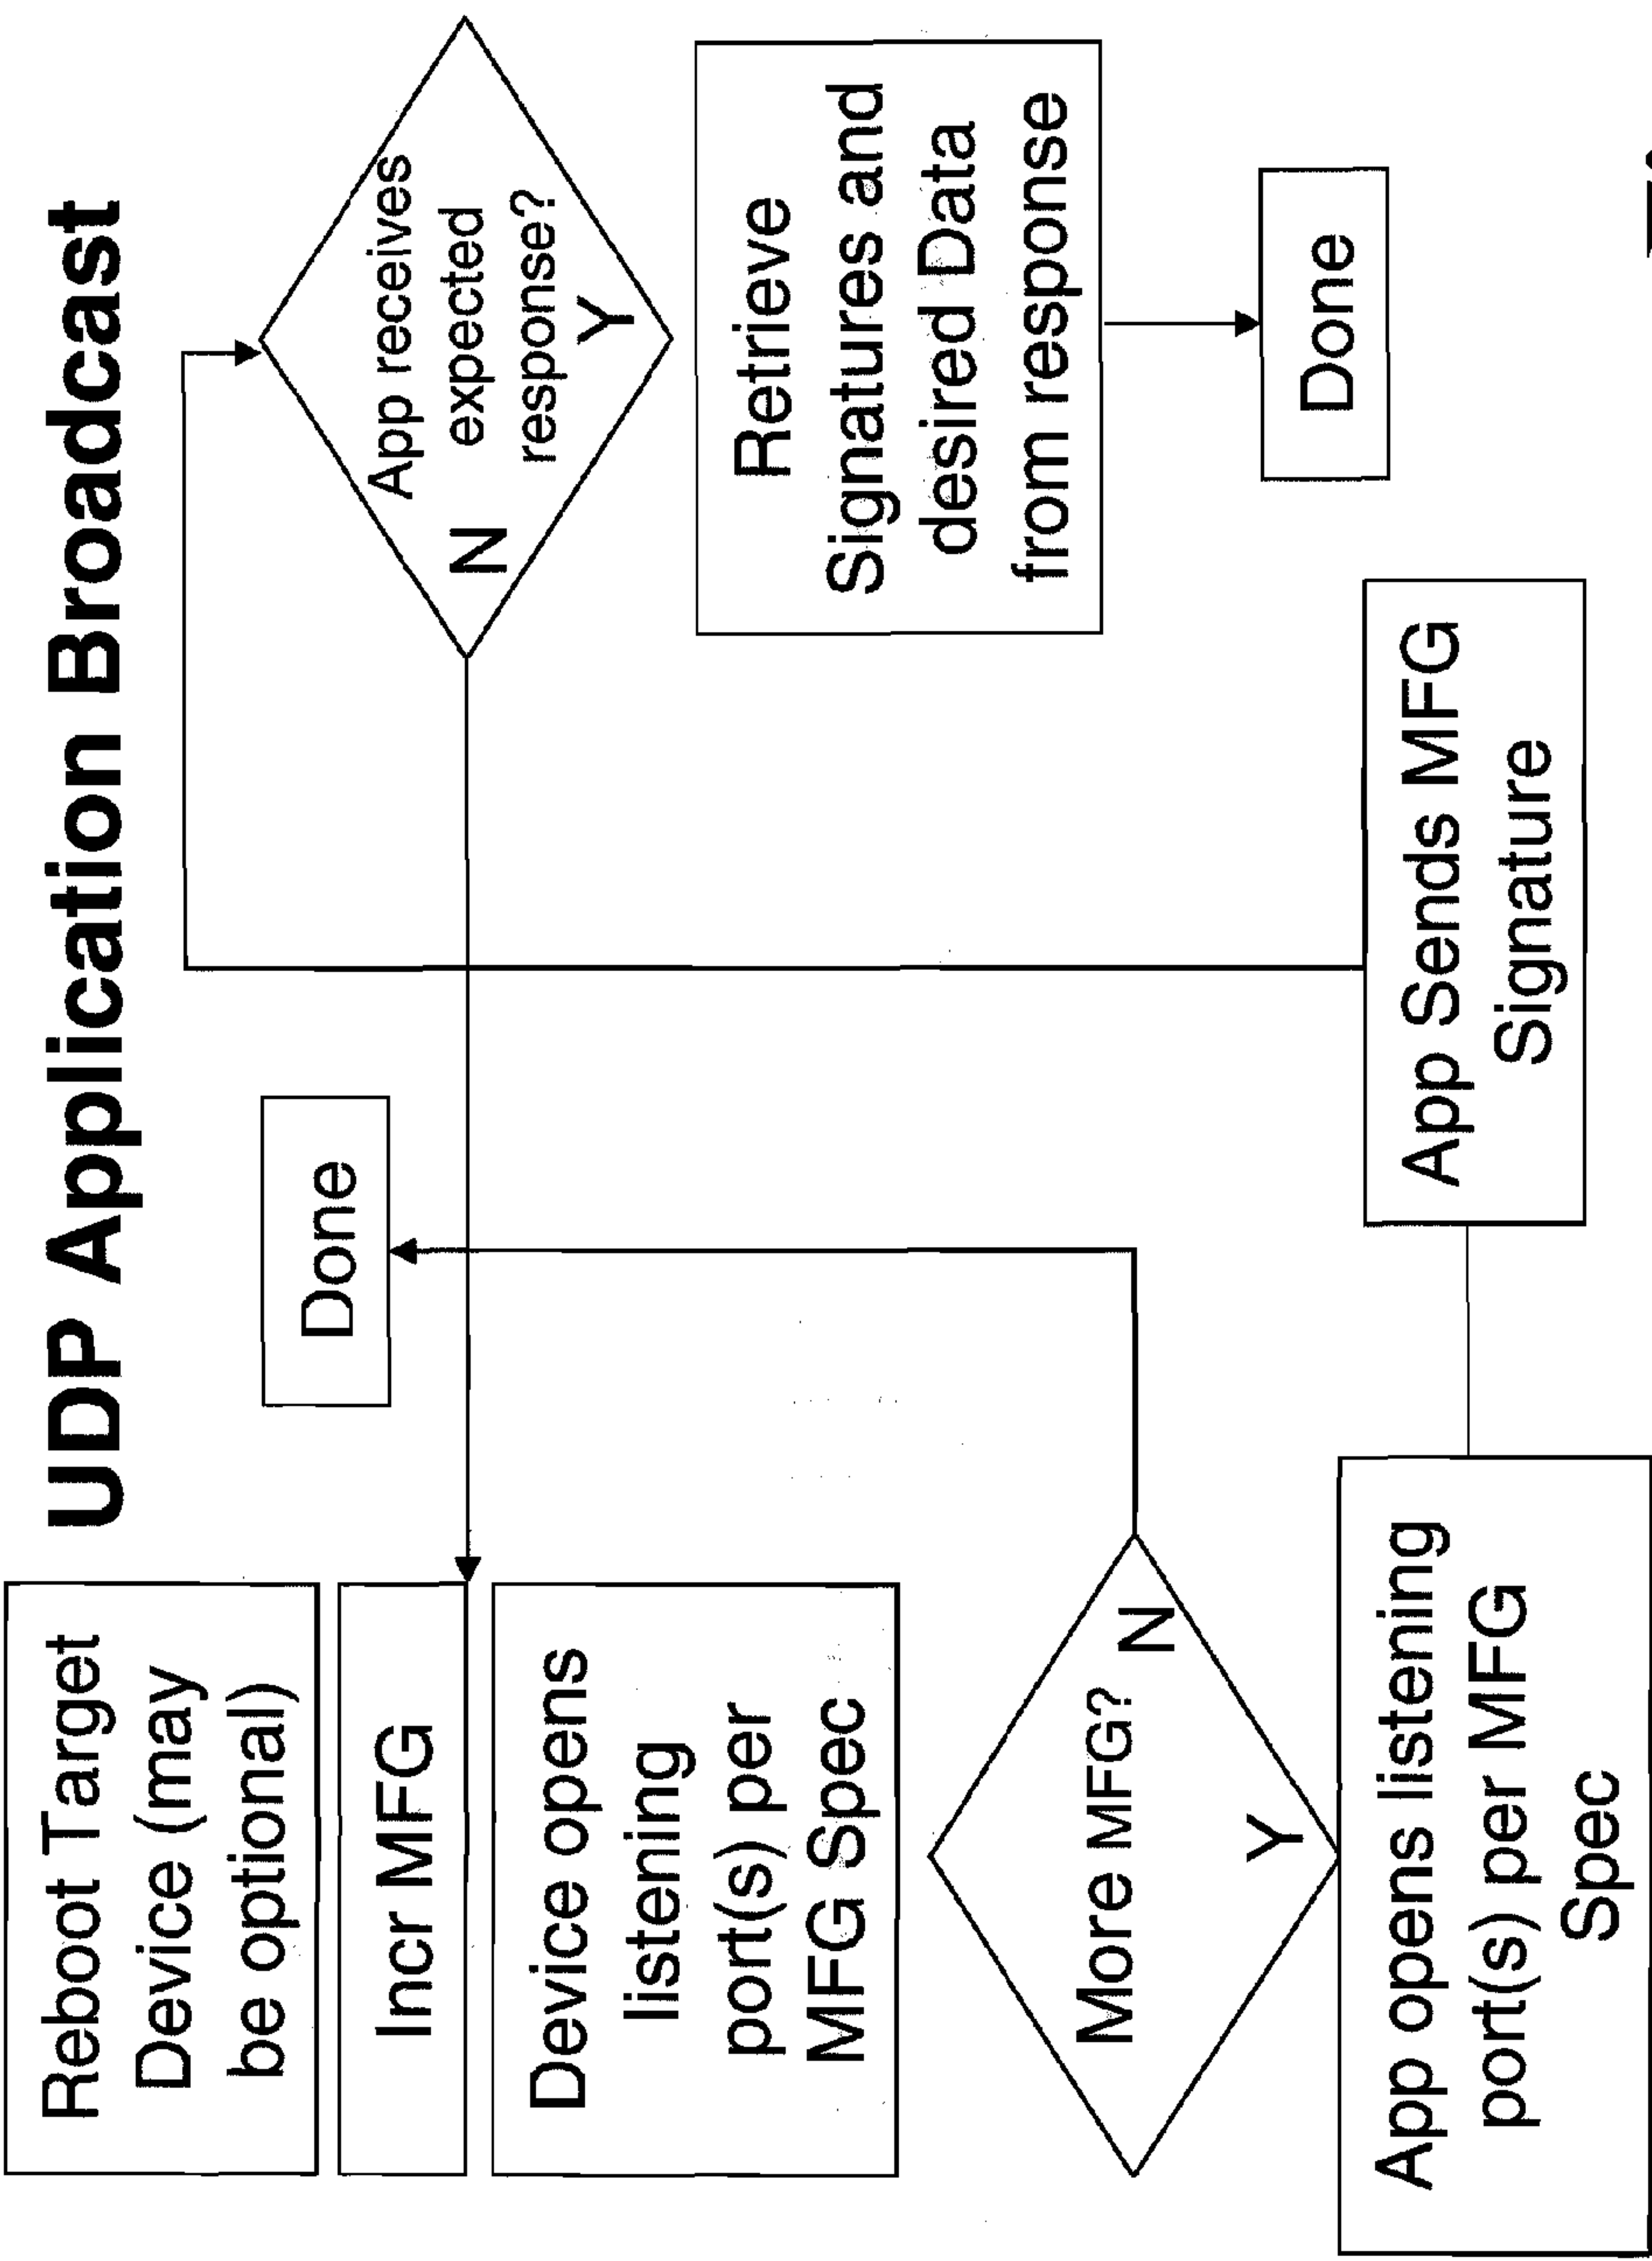 UDP Application Broadcast
Reboot Target
Device (may
be optional)
Incr MFG
Device opens
listening
port(s) per
MFG Spec
More MFG?
N
Y
App opens listening
port(s) per MFG
Spec
Done
App Sends MFG
Signature
App receives
expected
response?
N
Y
Retrieve
Signatures and
desired Data
from response
Done